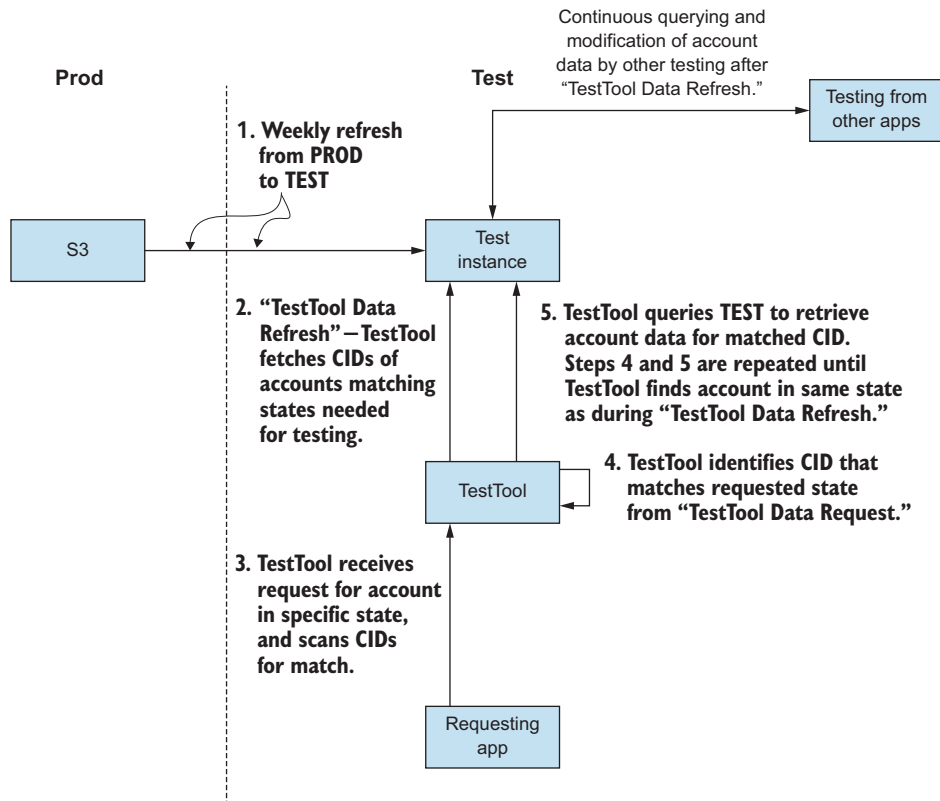 Continuous querying and
modification of account
data by other testing after
“TestTool Data Refresh.”
Prod
Test
Testing from
other apps
1. Weekly refresh
from PROD
to TEST
S3
Test
instance
2. “TestTool Data
Refresh”—TestTool
fetches CIDs of
accounts matching
states needed
for testing.
5. TestTool queries TEST to retrieve
account data for matched CID.
Steps 4 and 5 are repeated until
TestTool finds account in same state
as during “TestTool Data Refresh.”
TestTool
4. TestTool identifies CID that
matches requested state
from “TestTool Data Request.”
3. TestTool receives
request for account
in specific state,
and scans CIDs
for match.
Requesting
app